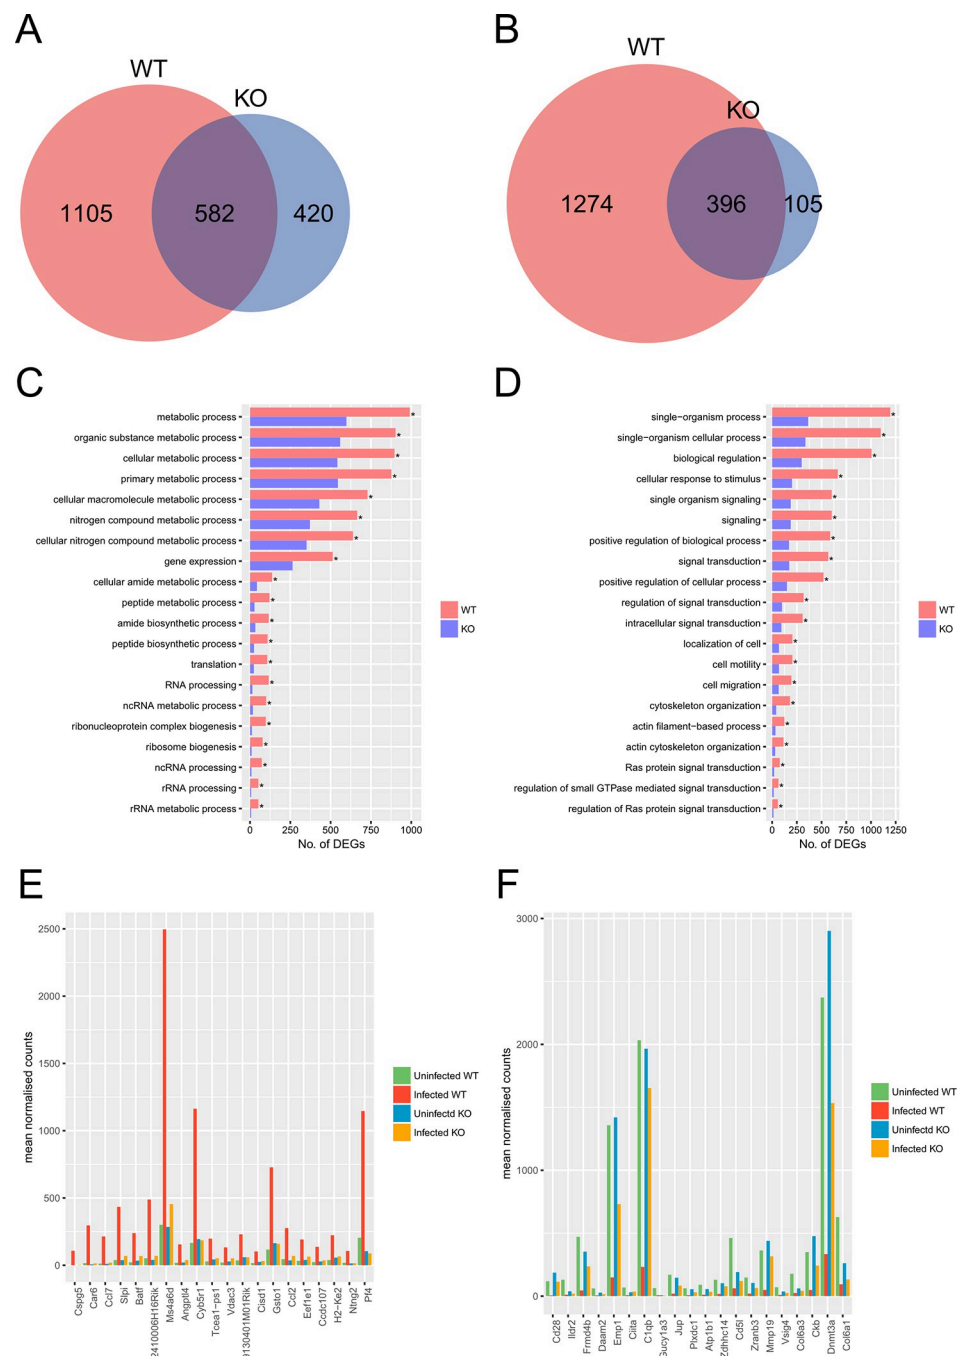 A
WT
KO
1105
582
420
B
WT
KO
1274
396
105
C
metabolic process
organic substance metabolic process
cellular metabolic process
primary metabolic process
cellular macromolecule metabolic process
nitrogen compound metabolic process
cellular nitrogen compound metabolic process
gene expression
cellular amide metabolic process
peptide metabolic process
amide biosynthetic process
peptide biosynthetic process
translation
RNA processing
ncRNA metabolic process
ribonucleoprotein complex biogenesis
ribosome biogenesis
ncRNA processing
rRNA processing
rRNA metabolic process
0 250 500 750 1000
No. of DEGs
WT
KO
D
single-organism process
single-organism cellular process
biological regulation
cellular response to stimulus
single organism signaling
signaling
positive regulation of biological process
signal transduction
positive regulation of cellular process
regulation of signal transduction
intracellular signal transduction
localization of cell
cell motility
cell migration
cytoskeleton organization
actin filament-based process
actin cytoskeleton organization
Ras protein signal transduction
regulation of small GTPase mediated signal transduction
regulation of Ras protein signal transduction
0 250 500 750 1000 1250
No. of DEGs
WT
KO
E
mean normalised counts
2500
2000
1500
1000
500
0
Cspg5
Car6
Ccl7
Slpi
Batf
2410006H16Rik
Ms4a6d
Angptl4
Cyb5r1
Tcea1-ps1
Vdac3
9130401M01Rik
Cisd1
Gsto1
Ccl2
Eef1e1
Ccdc107
H2-Ke2
Ntng2
Pf4
Uninfected WT
Infected WT
Uninfectd KO
Infected KO
F
mean normalised counts
3000
2000
1000
0
Cd28
Ildr2
Frmd4b
Daam2
Emp1
Ciita
C1qb
Gucy1a3
Jup
Plxdc1
Atp1b1
Zdhhc14
Cd5l
Zranb3
Mmp19
Vsig4
Col6a3
Ckb
Dnmt3a
Col6a1
Uninfected WT
Infected WT
Uninfectd KO
Infected KO